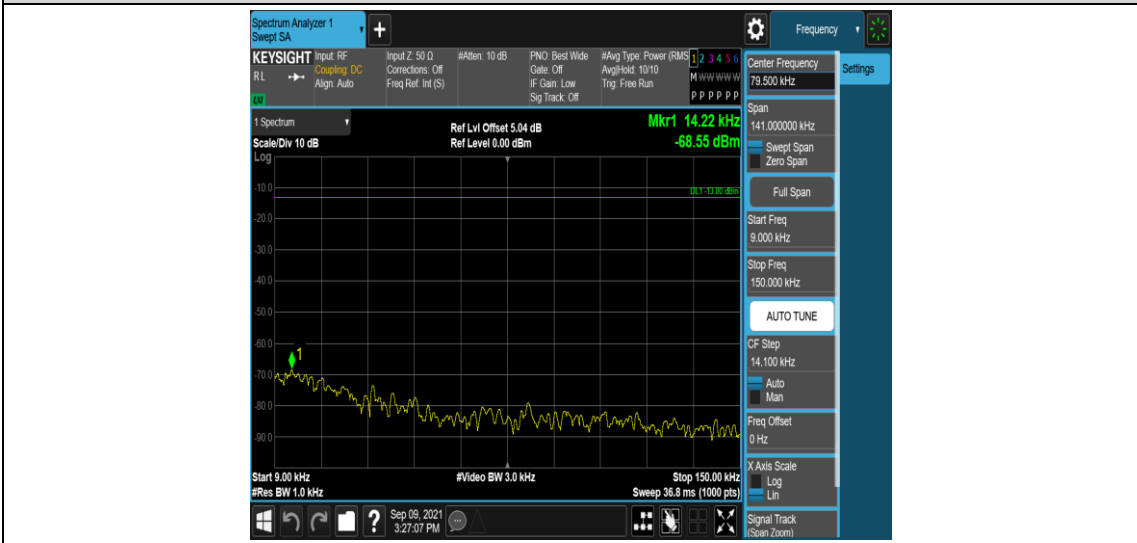 Spectrum Analyzer 1
Swept SA
+
Frequency
KEYSIGHT
RL
LXI
Input: RF
Coupling: DC
Align: Auto
Input Z: 50 Ω
Corrections: Off
Freq Ref: Int (S)
#Atten: 10 dB
PNO: Best Wide
Gate: Off
IF Gain: Low
Sig Track: Off
#Avg Type: Power (RMS
Avg|Hold: 10/10
Trig: Free Run
1 2 3 4 5 6
M W W W W W
P P P P P P
Center Frequency
79.500 kHz
Settings
Span
141.000000 kHz
Swept Span
Zero Span
Full Span
Start Freq
9.000 kHz
Stop Freq
150.000 kHz
AUTO TUNE
CF Step
14.100 kHz
Auto
Man
Freq Offset
0 Hz
X Axis Scale
Log
Lin
Signal Track
(Span Zoom)
1 Spectrum
Scale/Div 10 dB
Log
Ref Lvl Offset 5.04 dB
Ref Level 0.00 dBm
Mkr1 14.22 kHz
-68.55 dBm
DL1 -13.00 dBm
-10.0
-20.0
-30.0
-40.0
-50.0
-60.0
1
-70.0
-80.0
-90.0
Start 9.00 kHz
#Res BW 1.0 kHz
#Video BW 3.0 kHz
Stop 150.00 kHz
Sweep 36.8 ms (1000 pts)
?
Sep 09, 2021
3:27:07 PM